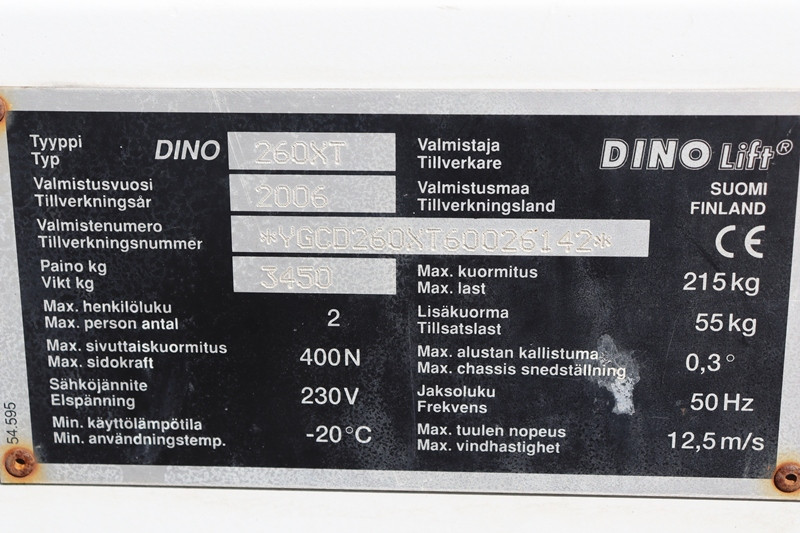 Tyyppi
Typ
DINO 260XT
Valmistaja
Tillverkare
DINO Lift®
Valmistusvuosi
Tillverkningsår
2006
Valmistusmaa
Tillverkningsland
SUOMI
FINLAND
Valmistenumero
Tillverkningsnummer
*YGCD260XT60026142*
CE
Paino kg
Vikt kg
3450
Max. kuormitus
Max. last
215 kg
Max. henkilöluku
Max. person antal
2
Lisäkuorma
Tillsatslast
55 kg
Max. sivuttaiskuormitus
Max. sidokraft
400 N
Max. alustan kallistuma
Max. chassis snedställning
0,3°
Sähköjännite
Elspänning
230 V
Jaksoluku
Frekvens
50 Hz
Min. käyttölämpötila
Min. användningstemp.
-20°C
Max. tuulen nopeus
Max. vindhastighet
12,5 m/s
54.595